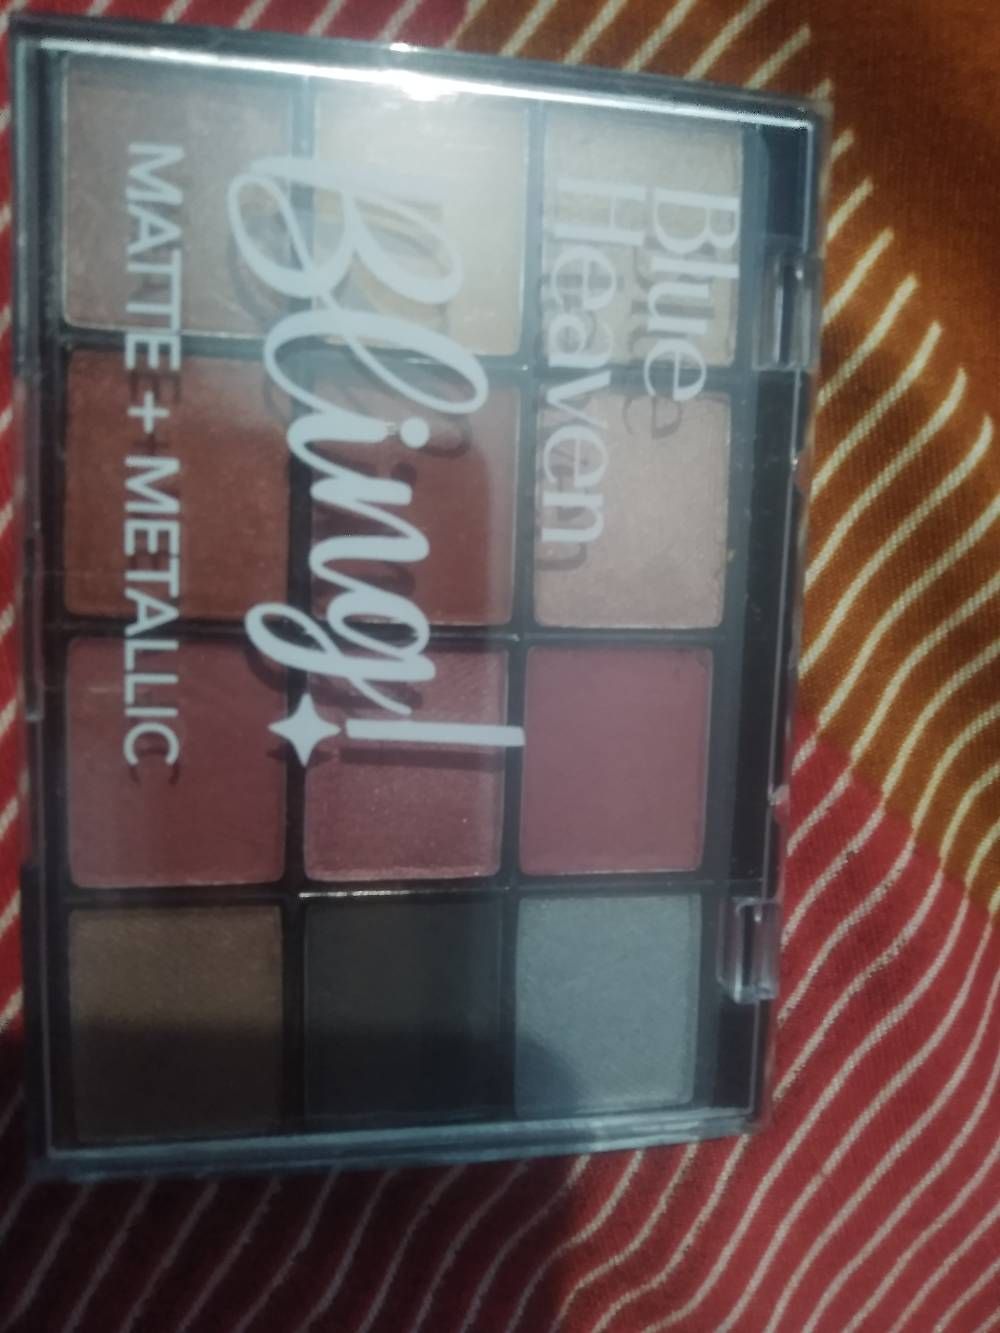 Blue
Heaven
Bling!
MATTE + METALLIC